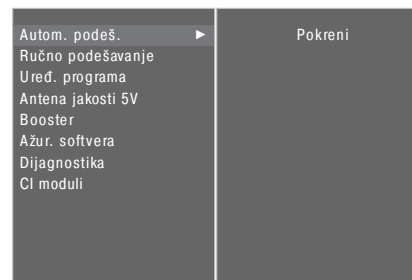 Autom. podeš. ►
Pokreni
Ručno podešavanje
Uređ. programa
Antena jakosti 5V
Booster
Ažur. softvera
Dijagnostika
CI moduli